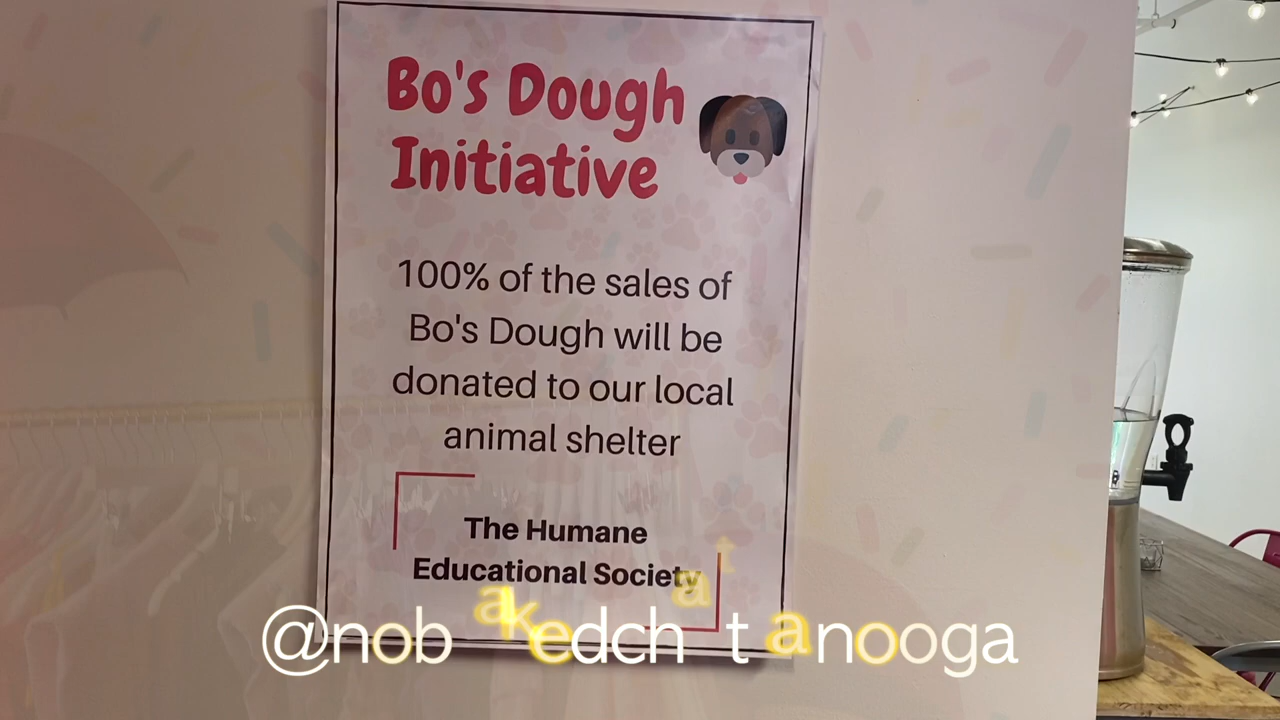 Bo's Dough
Initiative
100% of the sales of
Bo's Dough will be
donated to our local
animal shelter
The Humane
Educational Society
@nobakedchattanooga